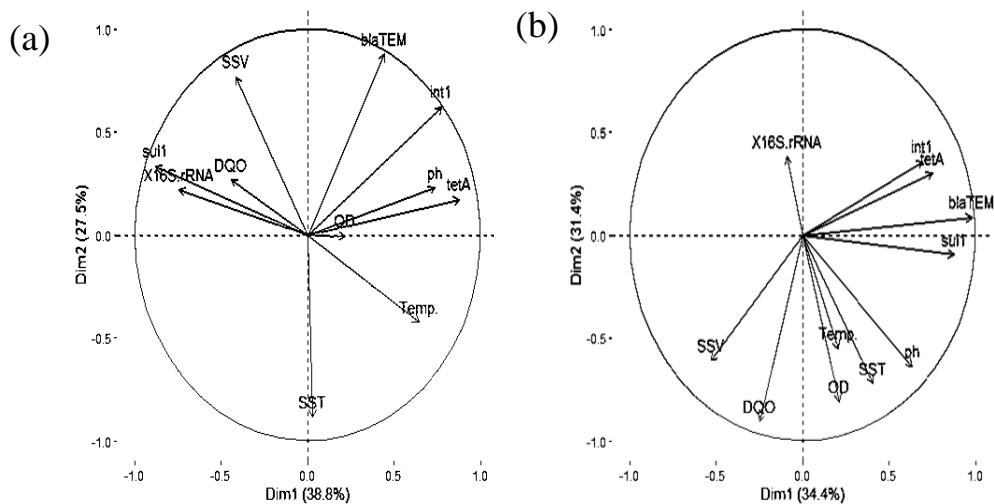 (a)
1.0
0.5
0.0
-0.5
-1.0
Dim2 (27.5%)
blaTEM
SSV
int1
sul1
X16S.rRNA
DQO
ph
tetA
OD
Temp.
SST
-1.0 -0.5 0.0 0.5 1.0
Dim1 (38.8%)
(b)
1.0
0.5
0.0
-0.5
-1.0
Dim2 (31.4%)
X16S.rRNA
int1
tetA
blaTEM
sul1
SSV
Temp.
ph
SST
OD
DQO
-1.0 -0.5 0.0 0.5 1.0
Dim1 (34.4%)